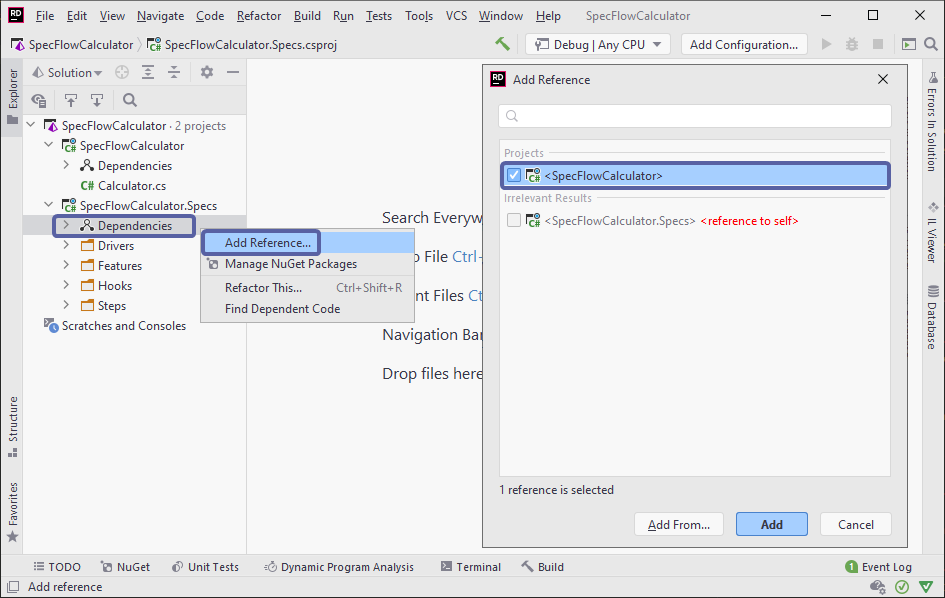 RD File Edit View Navigate Code Refactor Build Run Tests Tools VCS Window Help SpecFlowCalculator
SpecFlowCalculator SpecFlowCalculator.Specs.csproj Debug | Any CPU Add Configuration...
Explorer
Structure
Favorites
Solution
SpecFlowCalculator · 2 projects
SpecFlowCalculator
Dependencies
C# Calculator.cs
SpecFlowCalculator.Specs
Dependencies
Drivers
Features
Hooks
Steps
Scratches and Consoles
Add Reference...
Manage NuGet Packages
Refactor This... Ctrl+Shift+R
Find Dependent Code
Search Everyw
o File Ctrl-
nt Files Ct
Navigation Bar
Drop files here
RD Add Reference
Projects
<SpecFlowCalculator>
Irrelevant Results
<SpecFlowCalculator.Specs> <reference to self>
1 reference is selected
Add From... Add Cancel
Errors In Solution
IL Viewer
Database
TODO NuGet Unit Tests Dynamic Program Analysis Terminal Build 1 Event Log
Add reference